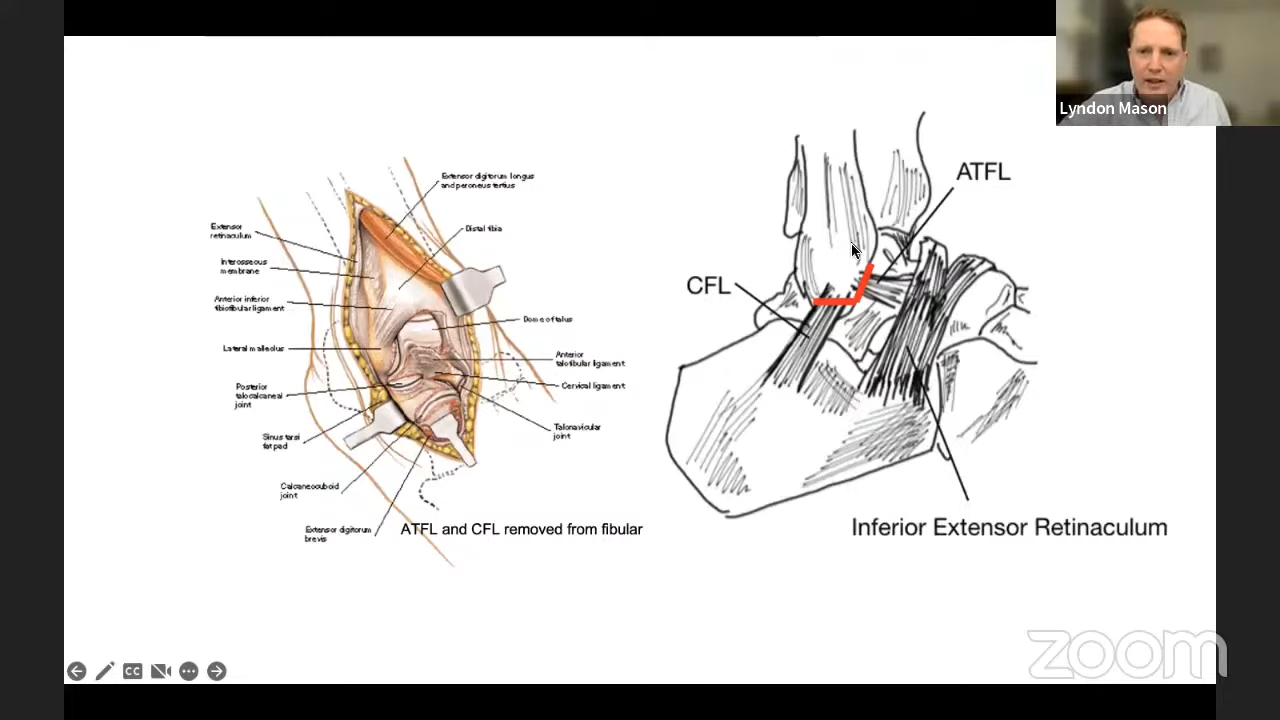 Lyndon Mason
Extensor digitorum longus
and peroneus tertius
Extensor
retinaculum
Distal tibia
Interosseous
membrane
Anterior inferior
tibiofibular ligament
Dome of talus
Lateral malleolus
Anterior
talofibular ligament
Cervical ligament
Posterior
talocalcaneal
joint
Talonavicular
joint
Sinus tarsi
fat pad
Calcaneocuboid
joint
Extensor digitorum
brevis
ATFL and CFL removed from fibular
ATFL
CFL
Inferior Extensor Retinaculum
CC
zoom